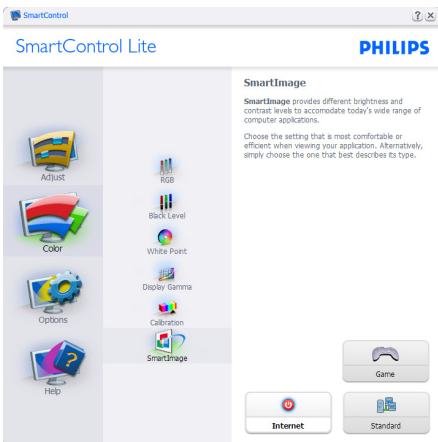 SmartControl
? X
SmartControl Lite
PHILIPS
Adjust
Color
Options
Help
RGB
Black Level
White Point
Display Gamma
Calibration
SmartImage
SmartImage
SmartImage provides different brightness and
contrast levels to accomodate today's wide range of
computer applications.
Choose the setting that is most comfortable or
efficient when viewing your application. Alternatively,
simply choose the one that best describes its type.
Game
Internet
Standard